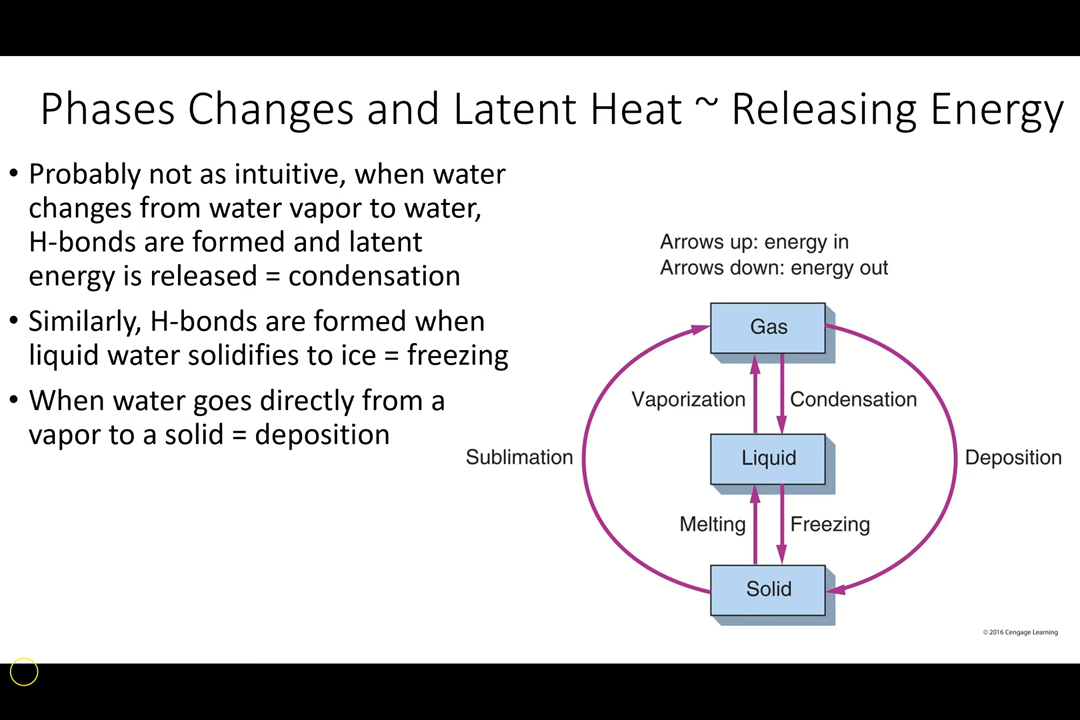 Phases Changes and Latent Heat ~ Releasing Energy
• Probably not as intuitive, when water
changes from water vapor to water,
H-bonds are formed and latent
energy is released = condensation
• Similarly, H-bonds are formed when
liquid water solidifies to ice = freezing
• When water goes directly from a
vapor to a solid = deposition
Arrows up: energy in
Arrows down: energy out
Gas
Vaporization
Condensation
Sublimation
Liquid
Deposition
Melting
Freezing
Solid
© 2016 Cengage Learning